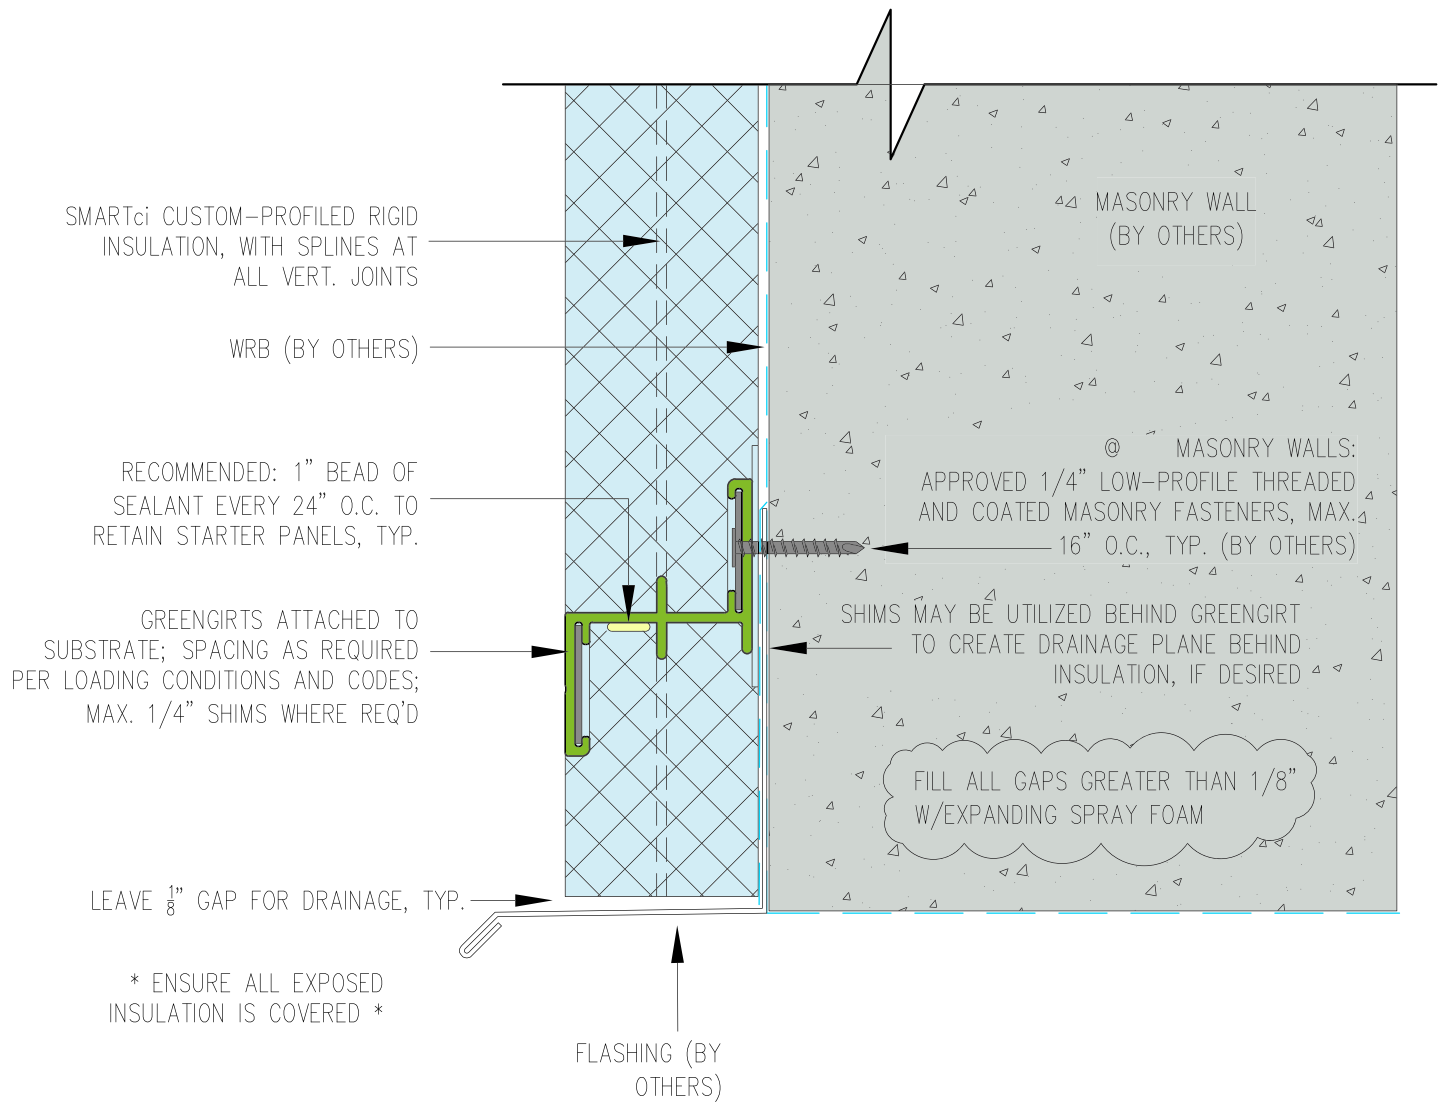 SMARTci CUSTOM-PROFILED RIGID
INSULATION, WITH SPLINES AT
ALL VERT. JOINTS
WRB (BY OTHERS)
RECOMMENDED: 1” BEAD OF
SEALANT EVERY 24” O.C. TO
RETAIN STARTER PANELS, TYP.
GREENGIRTS ATTACHED TO
SUBSTRATE; SPACING AS REQUIRED
PER LOADING CONDITIONS AND CODES;
MAX. 1/4” SHIMS WHERE REQ’D
LEAVE 1/8” GAP FOR DRAINAGE, TYP.
* ENSURE ALL EXPOSED
INSULATION IS COVERED *
FLASHING (BY
OTHERS)
MASONRY WALL
(BY OTHERS)
@ MASONRY WALLS:
APPROVED 1/4” LOW-PROFILE THREADED
AND COATED MASONRY FASTENERS, MAX.
16” O.C., TYP. (BY OTHERS)
SHIMS MAY BE UTILIZED BEHIND GREENGIRT
TO CREATE DRAINAGE PLANE BEHIND
INSULATION, IF DESIRED
FILL ALL GAPS GREATER THAN 1/8”
W/EXPANDING SPRAY FOAM